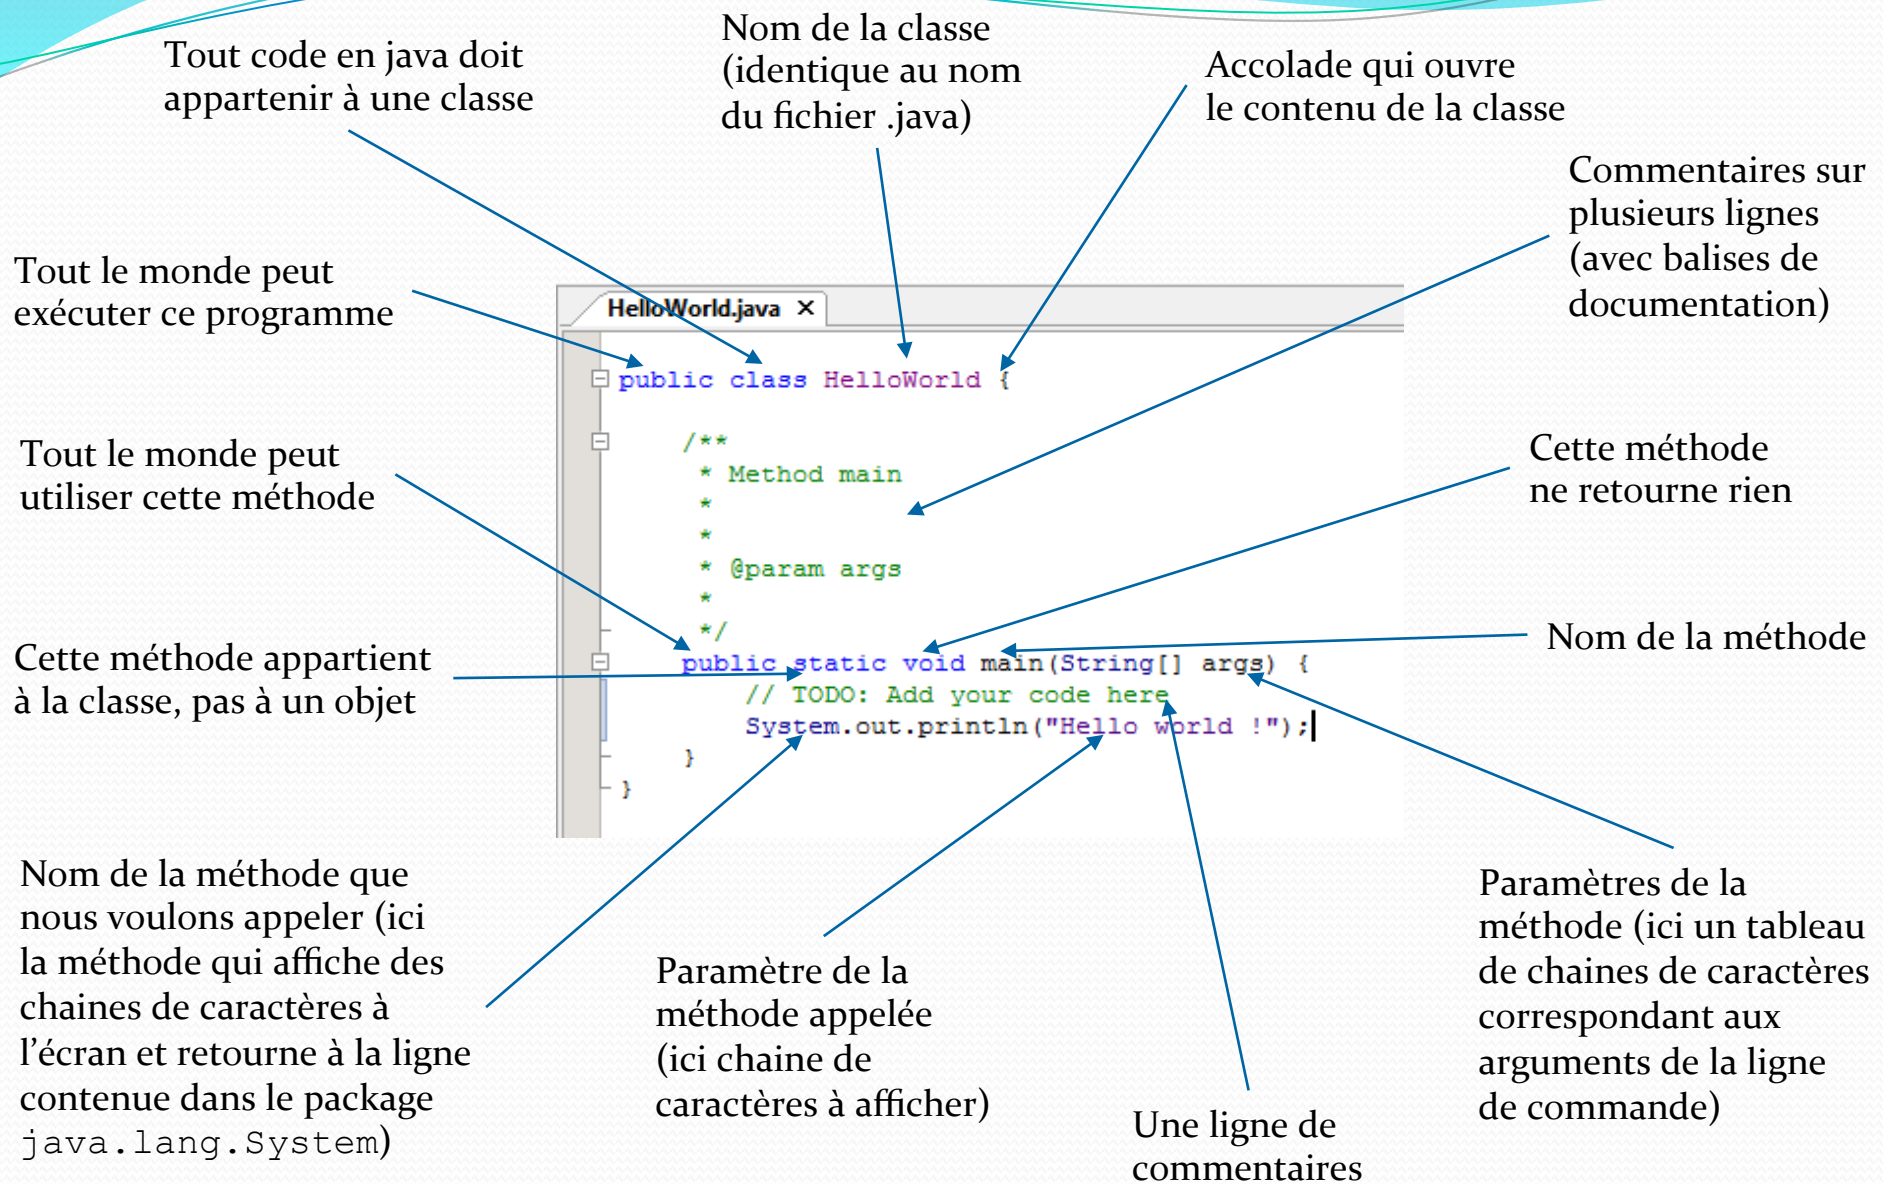 Tout code en java doit
appartenir à une classe
Nom de la classe
(identique au nom
du fichier .java)
Accolade qui ouvre
le contenu de la classe
Commentaires sur
plusieurs lignes
(avec balises de
documentation)
Tout le monde peut
exécuter ce programme
HelloWorld.java ×
public class HelloWorld {
/**
* Method main
*
*
* @param args
*
*/
public static void main(String[] args) {
// TODO: Add your code here
System.out.println("Hello world !");
}
}
Tout le monde peut
utiliser cette méthode
Cette méthode
ne retourne rien
Cette méthode appartient
à la classe, pas à un objet
Nom de la méthode
Nom de la méthode que
nous voulons appeler (ici
la méthode qui affiche des
chaines de caractères à
l’écran et retourne à la ligne
contenue dans le package
java.lang.System)
Paramètre de la
méthode appelée
(ici chaine de
caractères à afficher)
Une ligne de
commentaires
Paramètres de la
méthode (ici un tableau
de chaines de caractères
correspondant aux
arguments de la ligne
de commande)